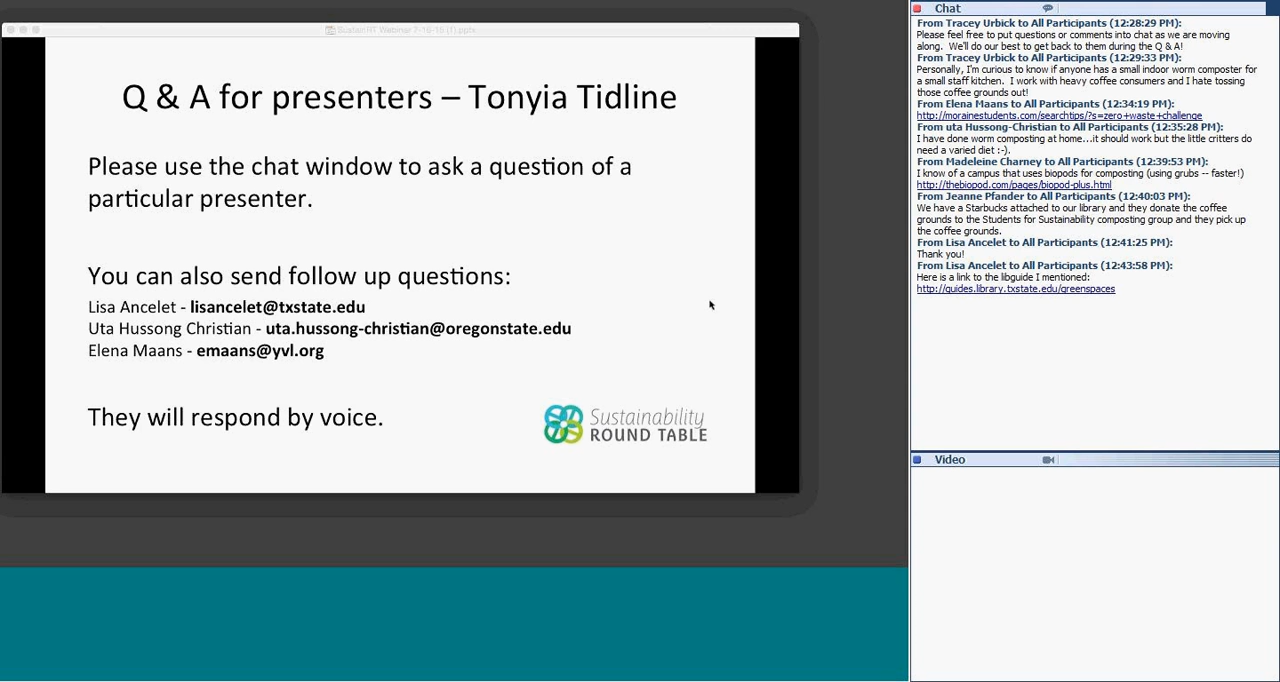 SustainRT Webinar 7-16-15 (1).pptx
Q & A for presenters – Tonyia Tidline
Please use the chat window to ask a question of a
particular presenter.
You can also send follow up questions:
Lisa Ancelet - lisancelet@txstate.edu
Uta Hussong Christian - uta.hussong-christian@oregonstate.edu
Elena Maans - emaans@yvl.org
They will respond by voice.
Sustainability
ROUND TABLE
Chat
From Tracey Urbick to All Participants (12:28:29 PM):
Please feel free to put questions or comments into chat as we are moving
along. We'll do our best to get back to them during the Q & A!
From Tracey Urbick to All Participants (12:29:33 PM):
Personally, I'm curious to know if anyone has a small indoor worm composter for
a small staff kitchen. I work with heavy coffee consumers and I hate tossing
those coffee grounds out!
From Elena Maans to All Participants (12:34:19 PM):
http://morainestudents.com/searchtips/?s=zero+waste+challenge
From uta Hussong-Christian to All Participants (12:35:28 PM):
I have done worm composting at home...it should work but the little critters do
need a varied diet :-).
From Madeleine Charney to All Participants (12:39:53 PM):
I know of a campus that uses biopods for composting (using grubs -- faster!)
http://thebiopod.com/pages/biopod-plus.html
From Jeanne Pfander to All Participants (12:40:03 PM):
We have a Starbucks attached to our library and they donate the coffee
grounds to the Students for Sustainability composting group and they pick up
the coffee grounds.
From Lisa Ancelet to All Participants (12:41:25 PM):
Thank you!
From Lisa Ancelet to All Participants (12:43:58 PM):
Here is a link to the libguide I mentioned:
http://guides.library.txstate.edu/greenspaces
Video